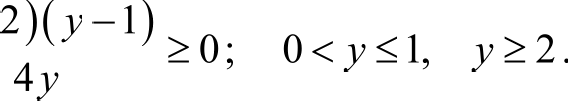 2)(y−1)
4y
≥0; 0<y≤1, y≥2.